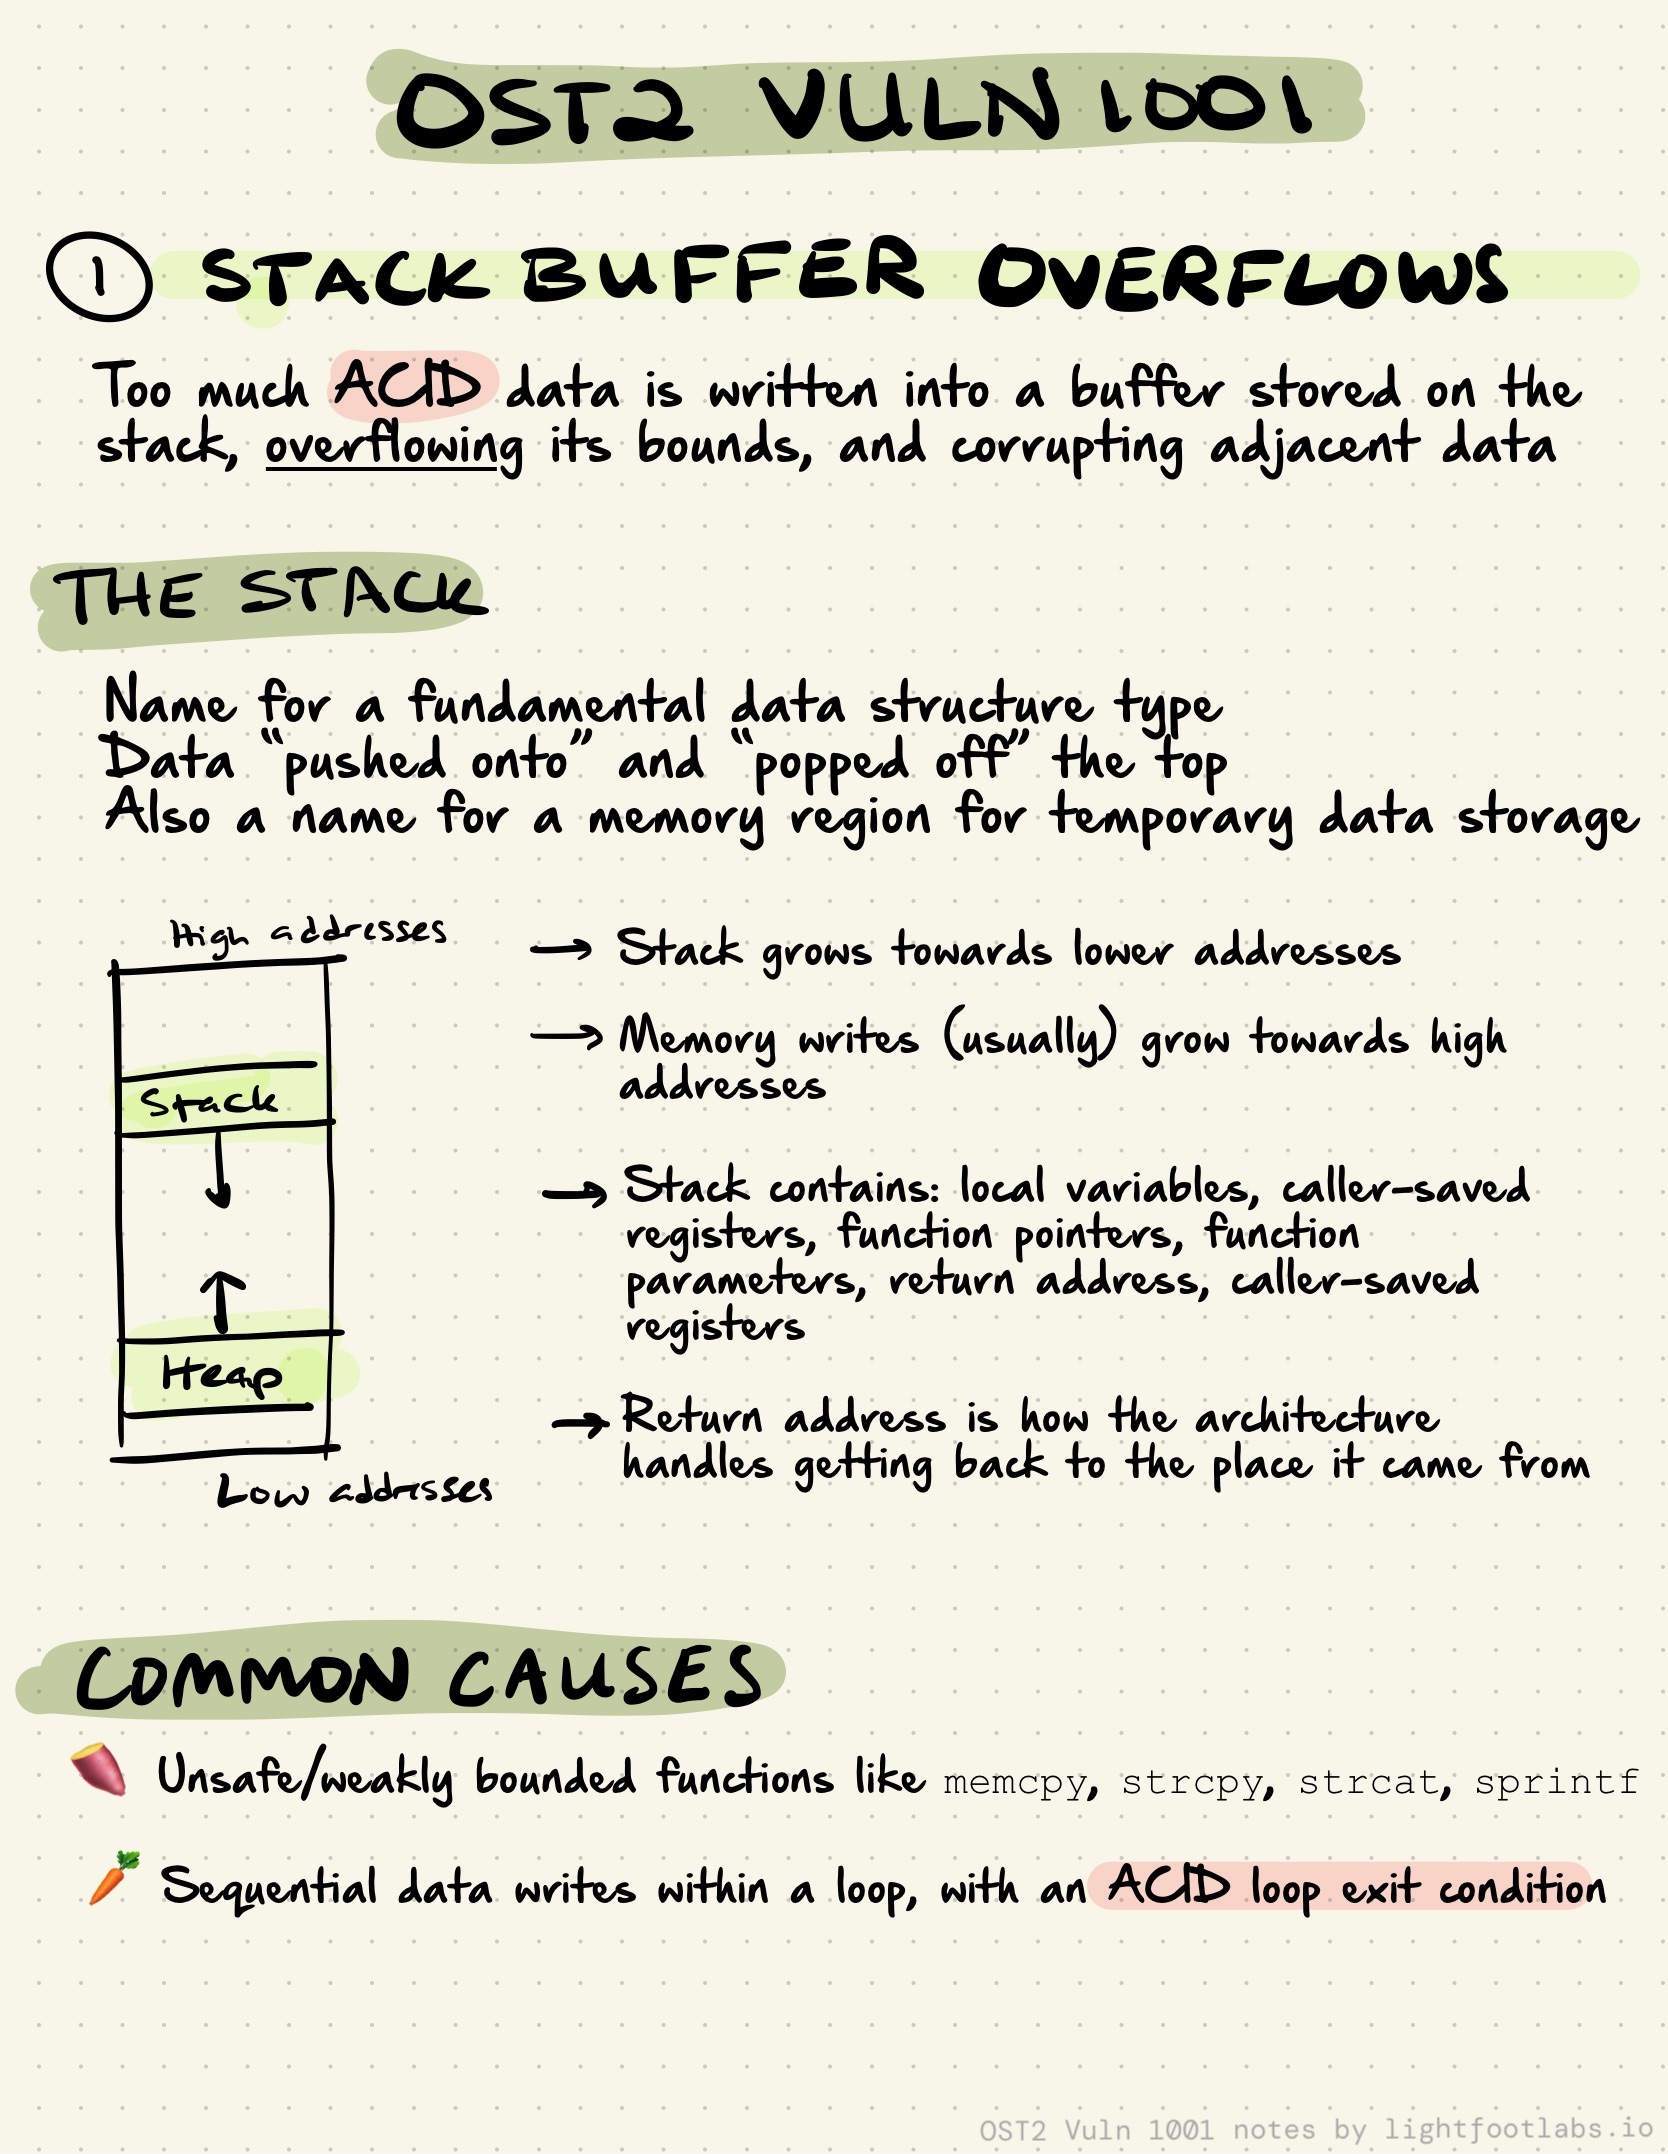 OST2 VULN 1001
1 STACK BUFFER OVERFLOWS
Too much ACID data is written into a buffer stored on the
stack, overflowing its bounds, and corrupting adjacent data
THE STACK
Name for a fundamental data structure type
Data “pushed onto” and “popped off” the top
Also a name for a memory region for temporary data storage
High addresses
Stack
Heap
Low addresses
→ Stack grows towards lower addresses
→ Memory writes (usually) grow towards high
addresses
→ Stack contains: local variables, caller-saved
registers, function pointers, function
parameters, return address, caller-saved
registers
→ Return address is how the architecture
handles getting back to the place it came from
COMMON CAUSES
🍠 Unsafe/weakly bounded functions like memcpy, strcpy, strcat, sprintf
🥕 Sequential data writes within a loop, with an ACID loop exit condition
OST2 Vuln 1001 notes by lightfootlabs.io